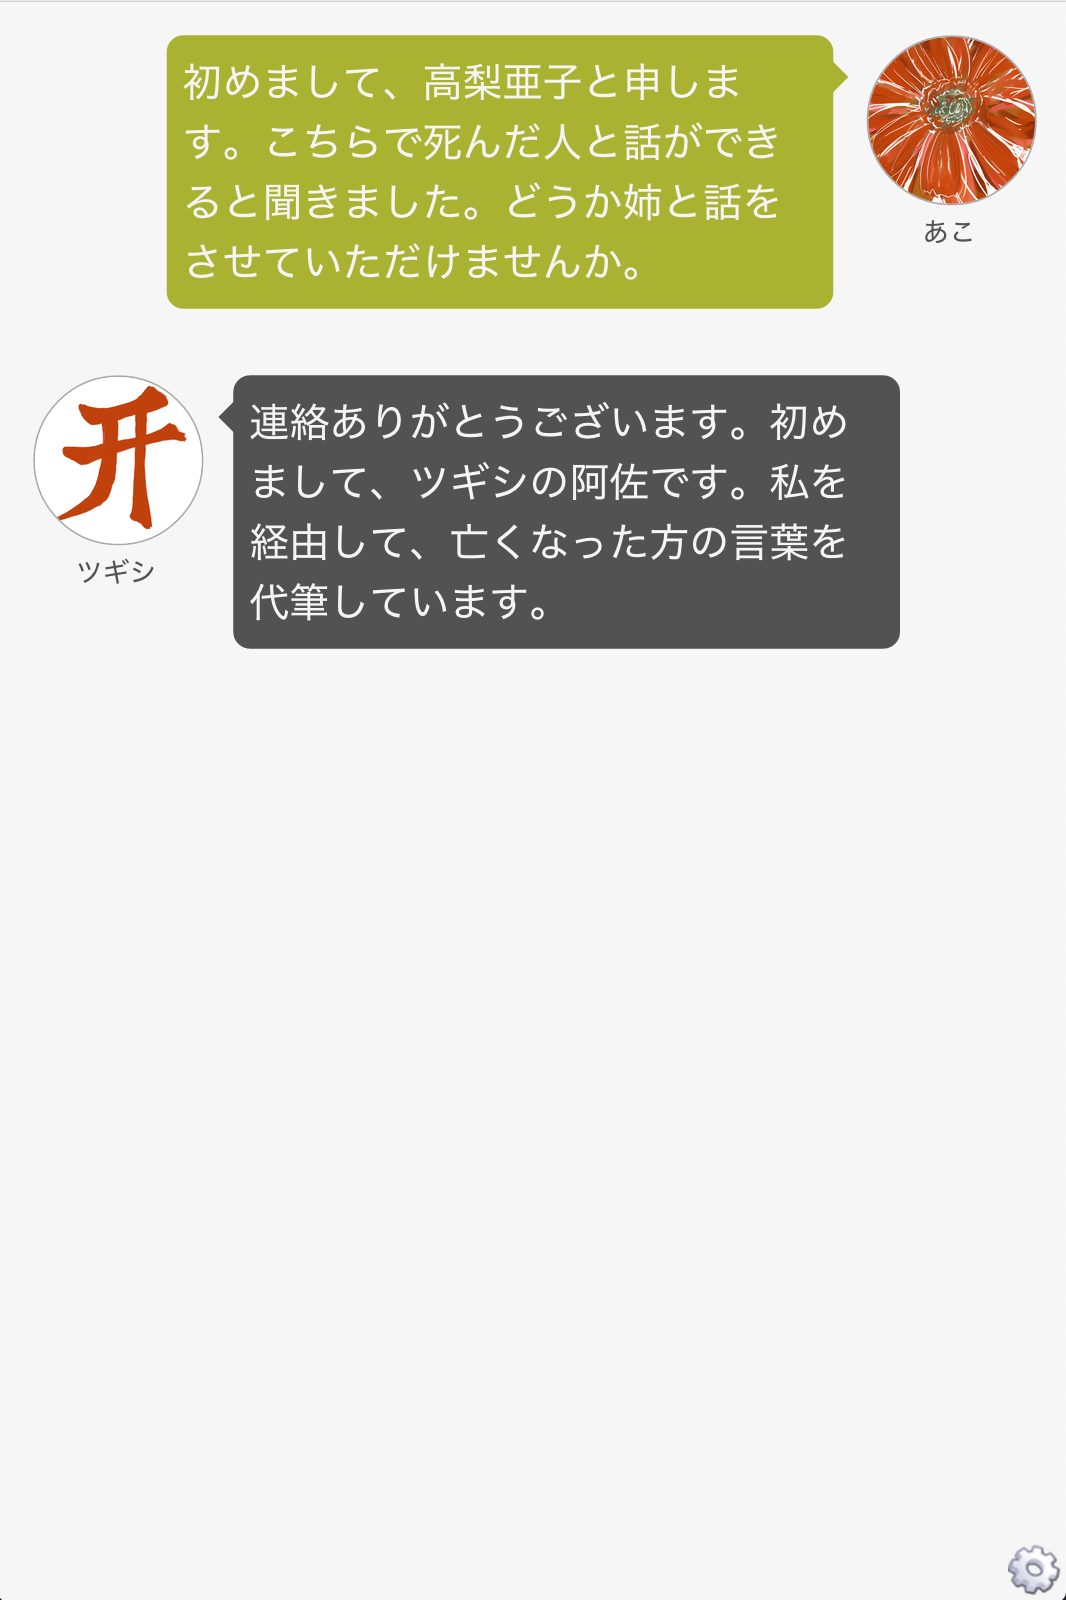 初めまして、高梨亜子と申しま
す。こちらで死んだ人と話ができ
ると聞きました。どうか姉と話を
させていただけませんか。
あこ
开
連絡ありがとうございます。初め
まして、ツギシの阿佐です。私を
経由して、亡くなった方の言葉を
代筆しています。
ツギシ